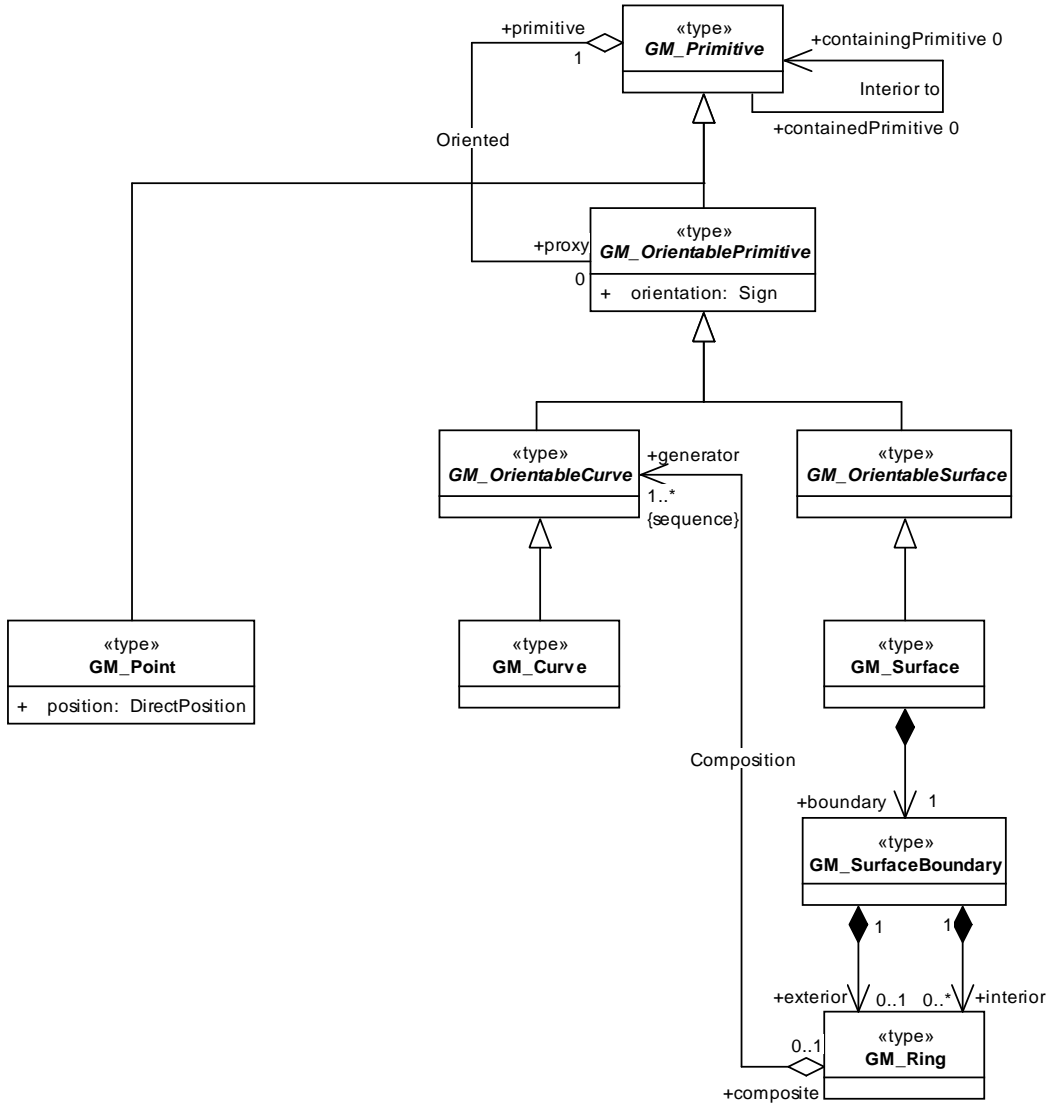 +primitive
1
«type»
GM_Primitive
+containingPrimitive 0
Interior to
+containedPrimitive 0
Oriented
+proxy
0
«type»
GM_OrientablePrimitive
+ orientation: Sign
«type»
GM_OrientableCurve
+generator
1..*
{sequence}
«type»
GM_OrientableSurface
«type»
GM_Point
+ position: DirectPosition
«type»
GM_Curve
«type»
GM_Surface
Composition
+boundary 1
«type»
GM_SurfaceBoundary
1 1
+exterior 0..1 0..* +interior
«type»
GM_Ring
0..1
+composite